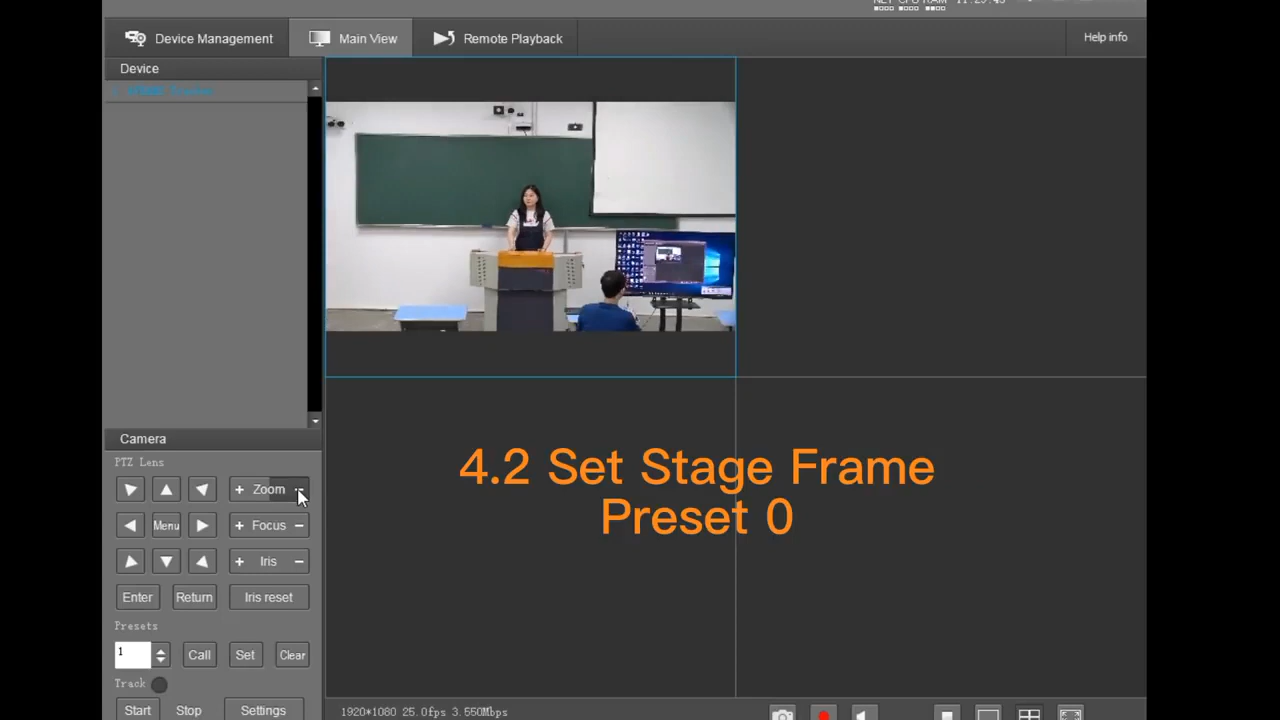 Device Management
Main View
Remote Playback
Help info
Device
Camera
PTZ Lens
+ Zoom −
Menu
+ Focus −
+ Iris −
Enter
Return
Iris reset
Presets
1
Call
Set
Clear
Track
Start
Stop
Settings
4.2 Set Stage Frame
Preset 0
1920*1080 25.0fps 3.550Mbps